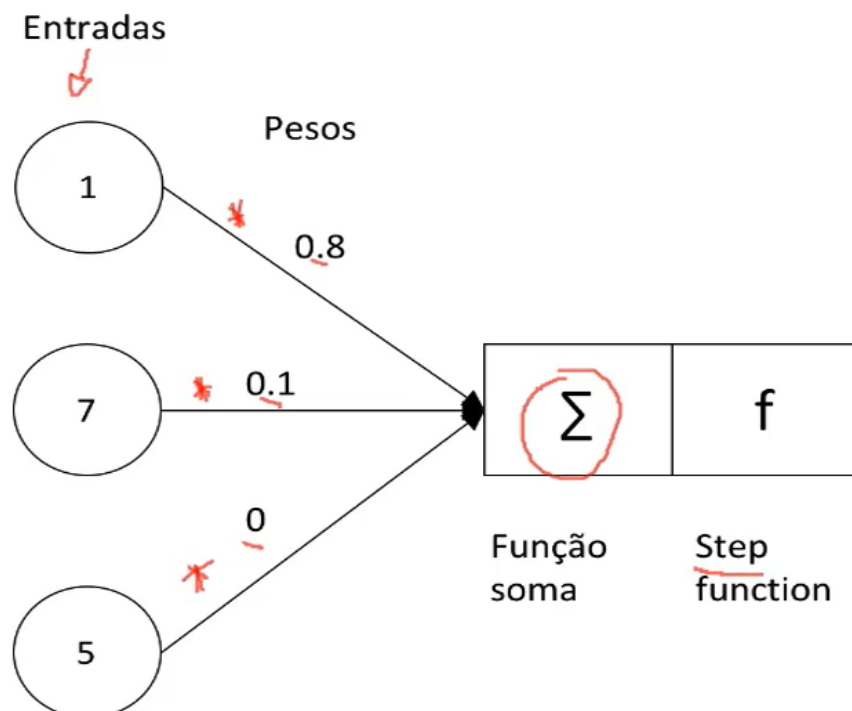 Entradas
Pesos
1
0.8
7
0.1
∑
f
0
Função
soma
Step
function
5